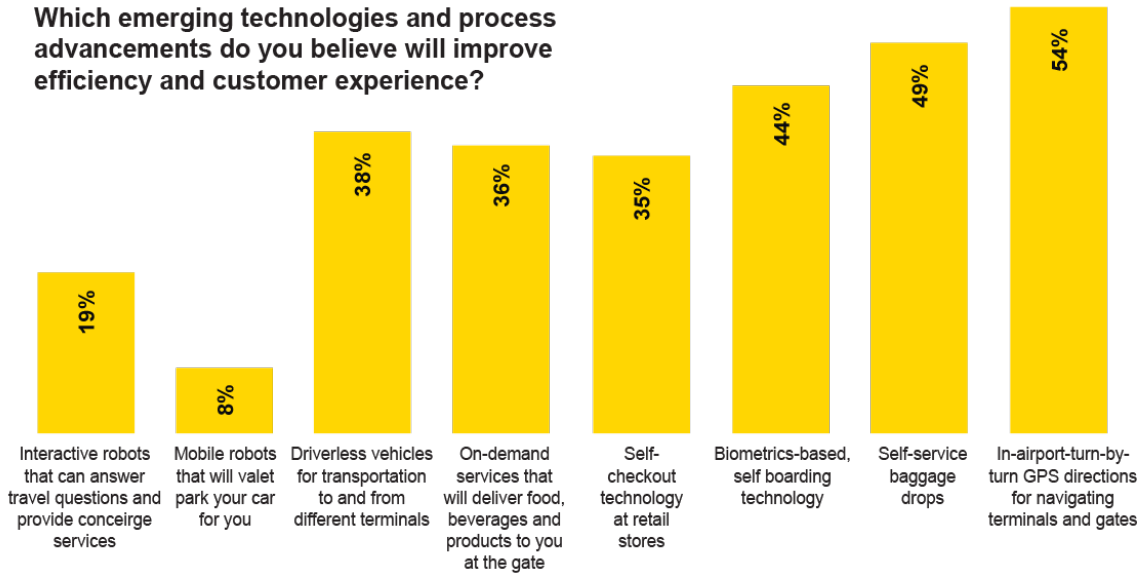 Which emerging technologies and process
advancements do you believe will improve
efficiency and customer experience?
19%
8%
38%
36%
35%
44%
49%
54%
Interactive robots
that can answer
travel questions and
provide conceirge
services
Mobile robots
that will valet
park your car
for you
Driverless vehicles
for transportation
to and from
different terminals
On-demand
services that
will deliver food,
beverages and
products to you
at the gate
Self-
checkout
technology
at retail
stores
Biometrics-based,
self boarding
technology
Self-service
baggage
drops
In-airport-turn-by-
turn GPS directions
for navigating
terminals and gates